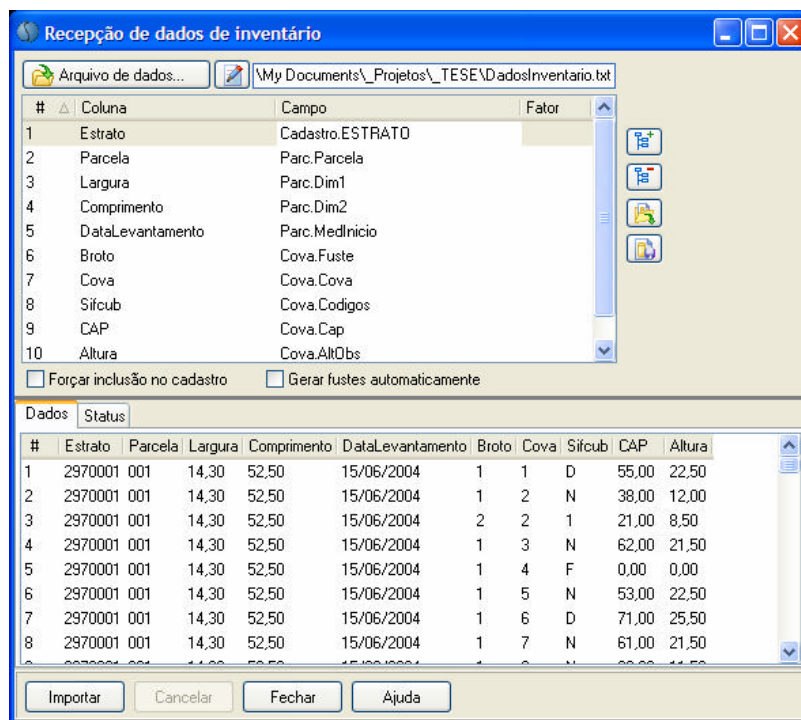 Recepção de dados de inventário
Arquivo de dados... \My Documents\_Projetos\_TESE\DadosInventario.txt
# Coluna Campo Fator
1 Estrato Cadastro.ESTRATO
2 Parcela Parc.Parcela
3 Largura Parc.Dim1
4 Comprimento Parc.Dim2
5 DataLevantamento Parc.MedInicio
6 Broto Cova.Fuste
7 Cova Cova.Cova
8 Sifcub Cova.Codigos
9 CAP Cova.Cap
10 Altura Cova.AltObs
Forçar inclusão no cadastro Gerar fustes automaticamente
Dados Status
# Estrato Parcela Largura Comprimento DataLevantamento Broto Cova Sifcub CAP Altura
1 2970001 001 14,30 52,50 15/06/2004 1 1 D 55,00 22,50
2 2970001 001 14,30 52,50 15/06/2004 1 2 N 38,00 12,00
3 2970001 001 14,30 52,50 15/06/2004 2 2 1 21,00 8,50
4 2970001 001 14,30 52,50 15/06/2004 1 3 N 62,00 21,50
5 2970001 001 14,30 52,50 15/06/2004 1 4 F 0,00 0,00
6 2970001 001 14,30 52,50 15/06/2004 1 5 N 53,00 22,50
7 2970001 001 14,30 52,50 15/06/2004 1 6 D 71,00 25,50
8 2970001 001 14,30 52,50 15/06/2004 1 7 N 61,00 21,50
Importar Cancelar Fechar Ajuda